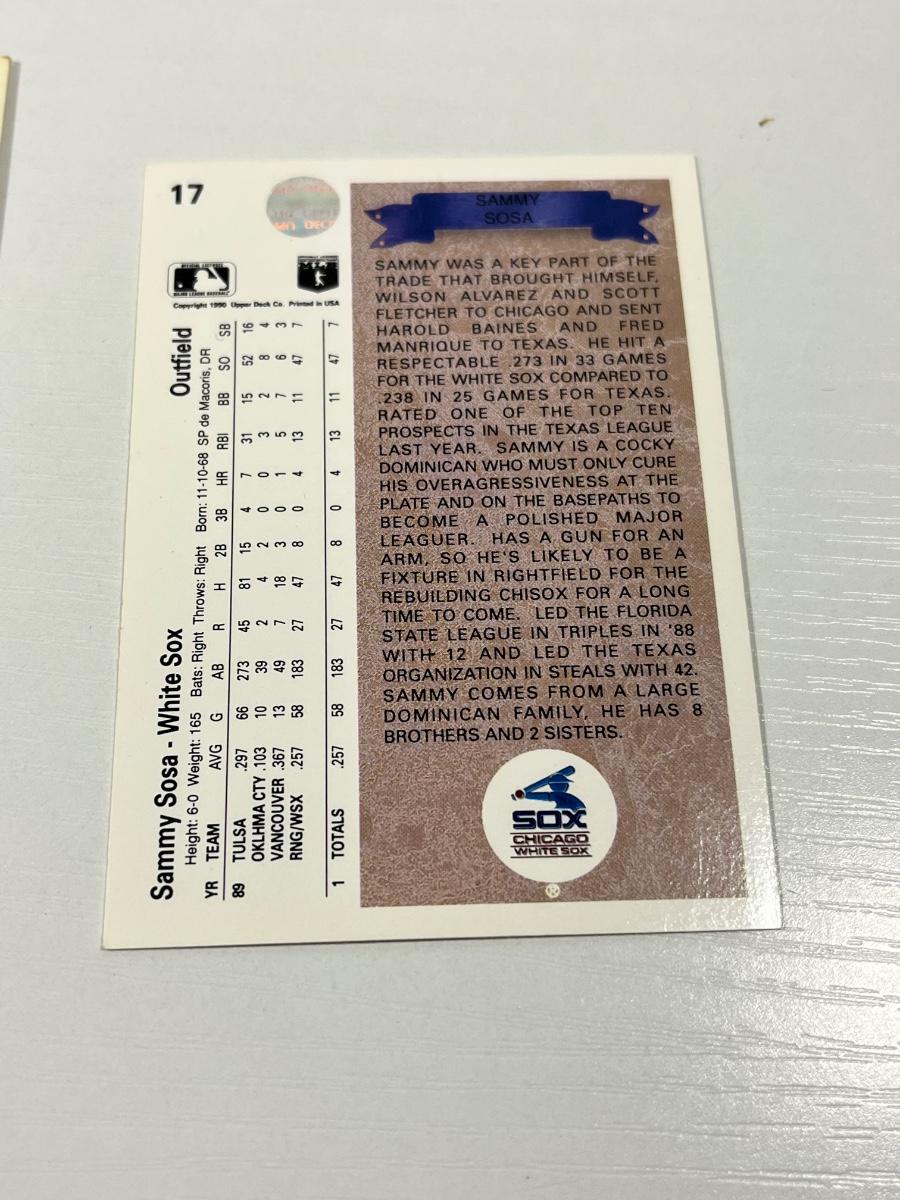 17
OFFICIAL LICENSEE
MAJOR LEAGUE BASEBALL
Copyright 1990 Upper Deck Co. Printed in USA
Sammy Sosa - White Sox Outfield
Height: 6-0 Weight: 165 Bats: Right Throws: Right Born: 11-10-68 SP de Macoris, DR
YR TEAM AVG G AB R H 2B 3B HR RBI BB SO SB
89 TULSA .297 66 273 45 81 15 4 7 31 15 52 16
OKLHMA CTY .103 10 39 2 4 2 0 0 3 2 8 4
VANCOUVER .367 13 49 7 18 3 0 1 5 7 6 3
RNG/WSX .257 58 183 27 47 8 0 4 13 11 47 7
1 TOTALS .257 58 183 27 47 8 0 4 13 11 47 7
SAMMY
SOSA
SAMMY WAS A KEY PART OF THE
TRADE THAT BROUGHT HIMSELF,
WILSON ALVAREZ AND SCOTT
FLETCHER TO CHICAGO AND SENT
HAROLD BAINES AND FRED
MANRIQUE TO TEXAS. HE HIT A
RESPECTABLE .273 IN 33 GAMES
FOR THE WHITE SOX COMPARED TO
.238 IN 25 GAMES FOR TEXAS.
RATED ONE OF THE TOP TEN
PROSPECTS IN THE TEXAS LEAGUE
LAST YEAR. SAMMY IS A COCKY
DOMINICAN WHO MUST ONLY CURE
HIS OVERAGRESSIVENESS AT THE
PLATE AND ON THE BASEPATHS TO
BECOME A POLISHED MAJOR
LEAGUER. HAS A GUN FOR AN
ARM, SO HE'S LIKELY TO BE A
FIXTURE IN RIGHTFIELD FOR THE
REBUILDING CHISOX FOR A LONG
TIME TO COME. LED THE FLORIDA
STATE LEAGUE IN TRIPLES IN '88
WITH 12 AND LED THE TEXAS
ORGANIZATION IN STEALS WITH 42.
SAMMY COMES FROM A LARGE
DOMINICAN FAMILY, HE HAS 8
BROTHERS AND 2 SISTERS.
SOX
CHICAGO
WHITE SOX
®